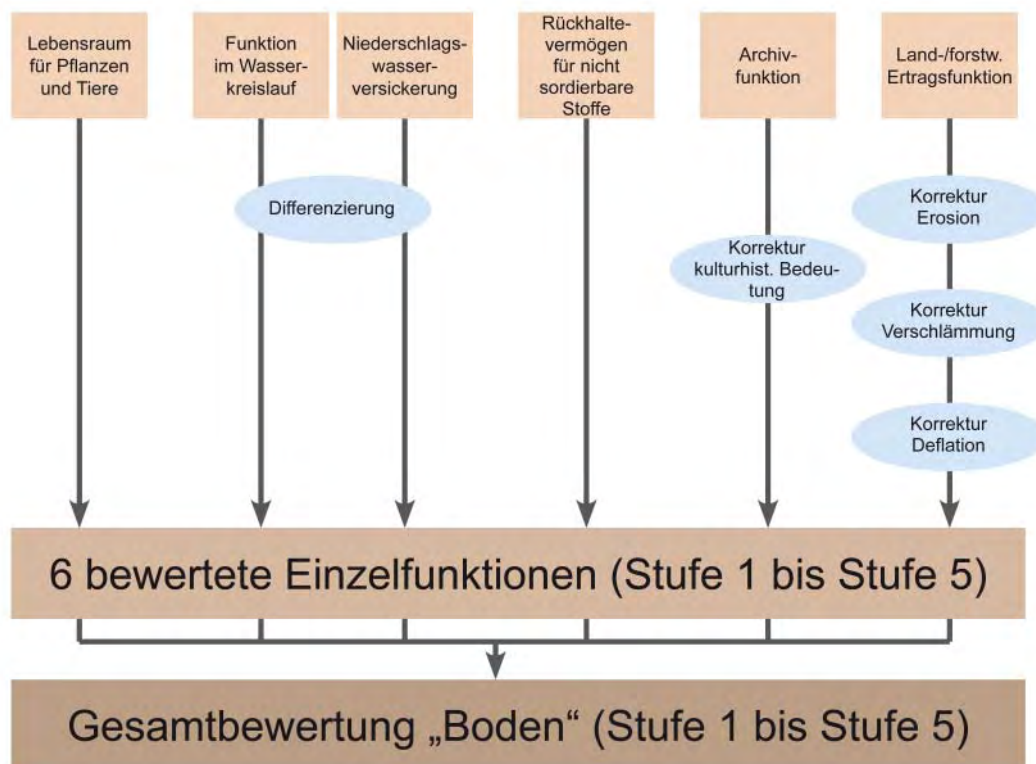 Lebensraum
für Pflanzen
und Tiere
Funktion
im Wasser-
kreislauf
Niederschlags-
wasser-
versickerung
Rückhalte-
vermögen
für nicht
sordierbare
Stoffe
Archiv-
funktion
Land-/forstw.
Ertragsfunktion
Differenzierung
Korrektur
kulturhist. Bedeu-
tung
Korrektur
Erosion
Korrektur
Verschlämmung
Korrektur
Deflation
6 bewertete Einzelfunktionen (Stufe 1 bis Stufe 5)
Gesamtbewertung „Boden“ (Stufe 1 bis Stufe 5)